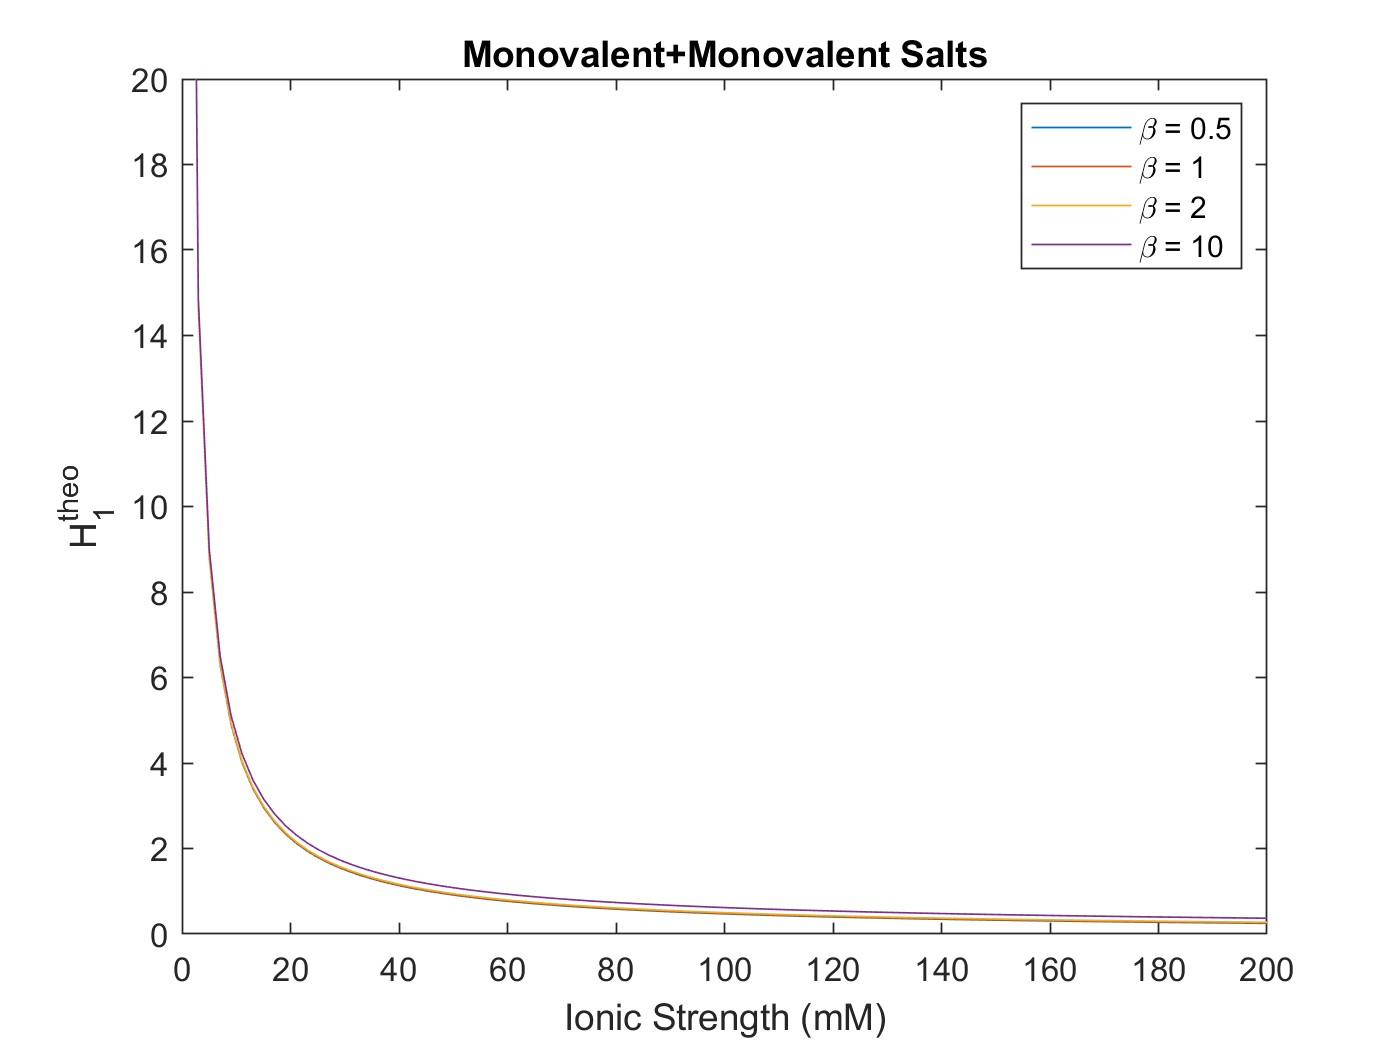 Monovalent+Monovalent Salts
20
18
16
14
12
10
8
6
4
2
0
H₁ᵗʰᵉᵒ
β = 0.5
β = 1
β = 2
β = 10
0 20 40 60 80 100 120 140 160 180 200
Ionic Strength (mM)